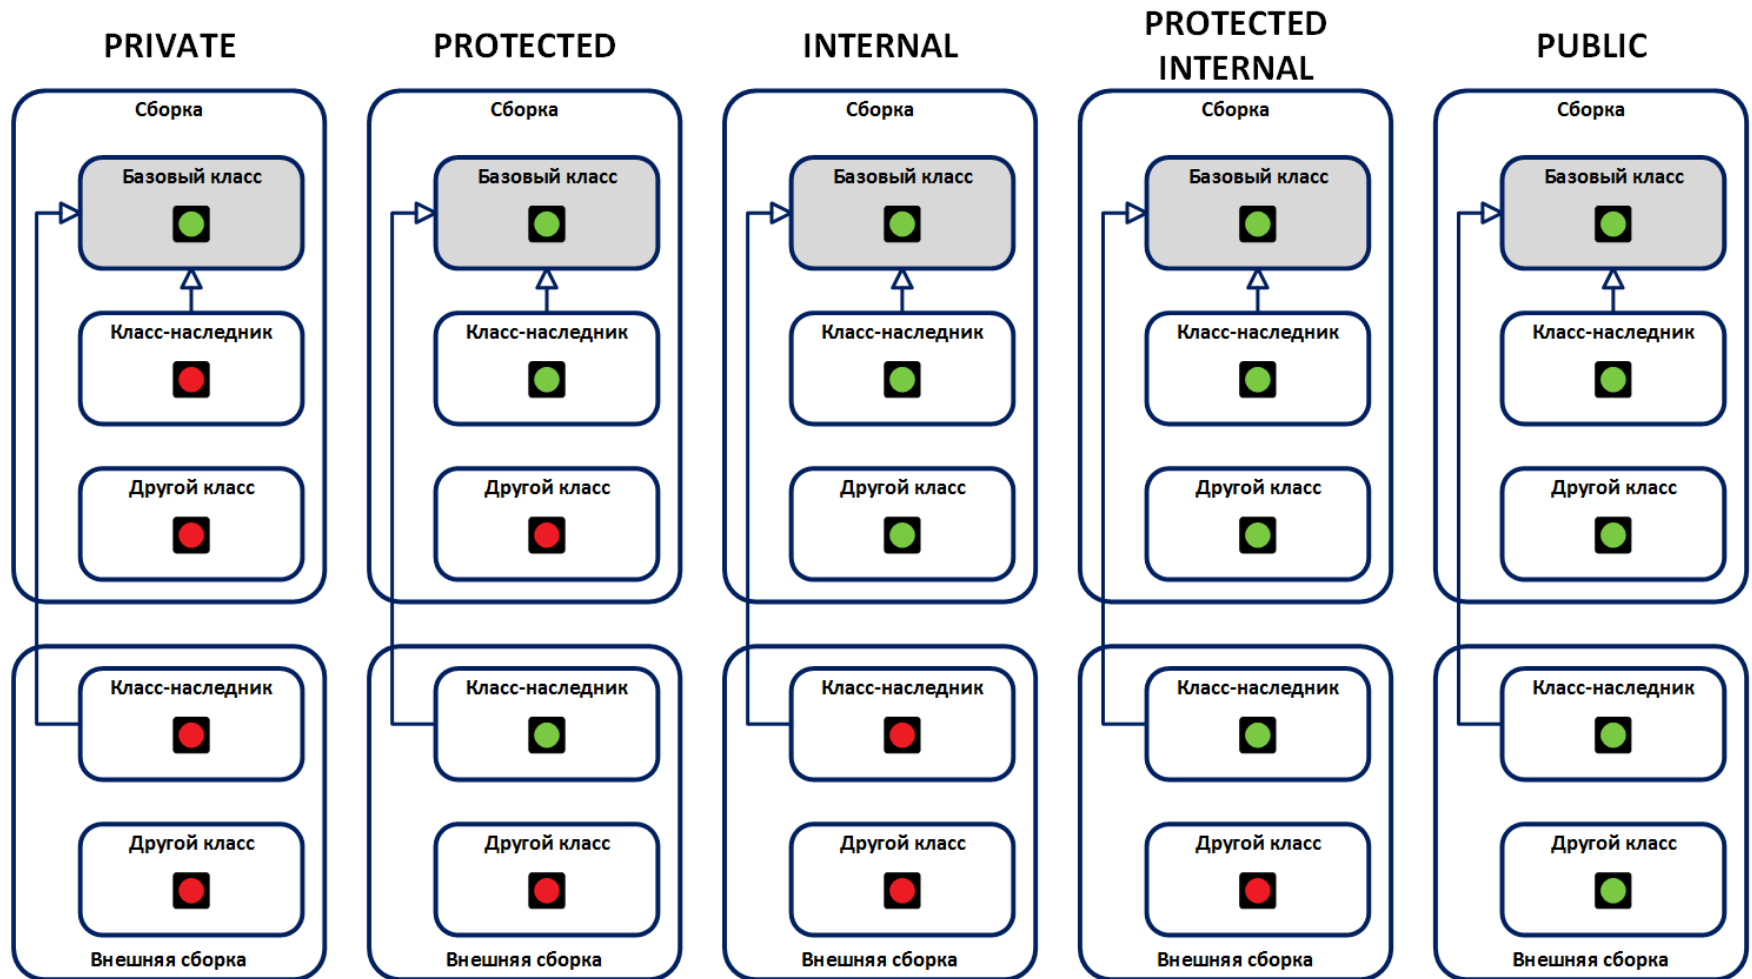 PRIVATE
PROTECTED
INTERNAL
PROTECTED
INTERNAL
PUBLIC
Сборка
Сборка
Сборка
Сборка
Сборка
Базовый класс
Базовый класс
Базовый класс
Базовый класс
Базовый класс
Класс-наследник
Класс-наследник
Класс-наследник
Класс-наследник
Класс-наследник
Другой класс
Другой класс
Другой класс
Другой класс
Другой класс
Класс-наследник
Класс-наследник
Класс-наследник
Класс-наследник
Класс-наследник
Другой класс
Другой класс
Другой класс
Другой класс
Другой класс
Внешняя сборка
Внешняя сборка
Внешняя сборка
Внешняя сборка
Внешняя сборка